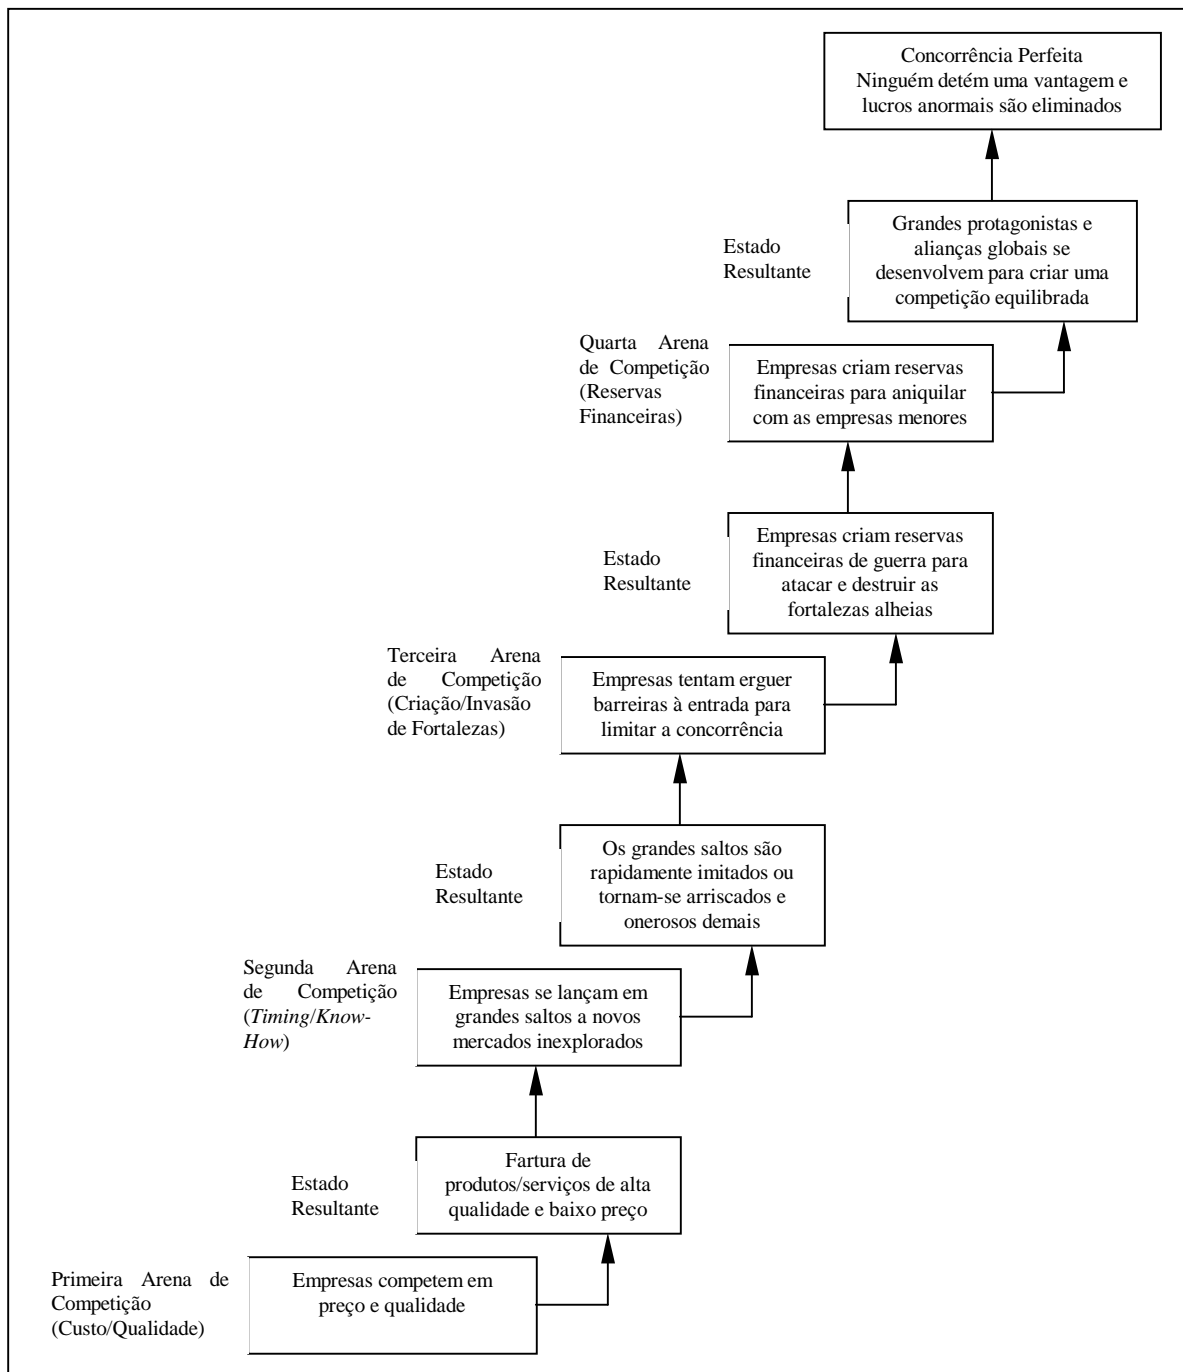 Concorrência Perfeita
Ninguém detém uma vantagem e
lucros anormais são eliminados
Estado
Resultante
Grandes protagonistas e
alianças globais se
desenvolvem para criar uma
competição equilibrada
Quarta Arena
de Competição
(Reservas
Financeiras)
Empresas criam reservas
financeiras para aniquilar
com as empresas menores
Estado
Resultante
Empresas criam reservas
financeiras de guerra para
atacar e destruir as
fortalezas alheias
Terceira Arena
de Competição
(Criação/Invasão
de Fortalezas)
Empresas tentam erguer
barreiras à entrada para
limitar a concorrência
Estado
Resultante
Os grandes saltos são
rapidamente imitados ou
tornam-se arriscados e
onerosos demais
Segunda Arena
de Competição
(Timing/Know-
How)
Empresas se lançam em
grandes saltos a novos
mercados inexplorados
Estado
Resultante
Fartura de
produtos/serviços de alta
qualidade e baixo preço
Primeira Arena de
Competição
(Custo/Qualidade)
Empresas competem em
preço e qualidade